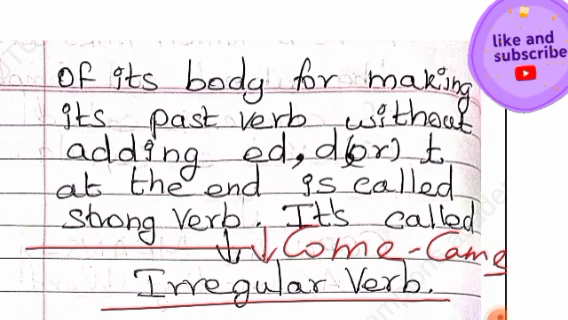 like and
subscribe
of its body for making
its past verb without
adding ed, d(or) t
at the end is called
strong verb. It's called
Come - Came
Irregular Verb.